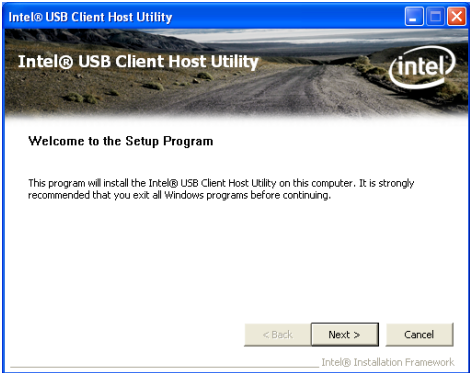 Intel® USB Client Host Utility
Intel® USB Client Host Utility
intel
Welcome to the Setup Program
This program will install the Intel® USB Client Host Utility on this computer. It is strongly
recommended that you exit all Windows programs before continuing.
< Back Next > Cancel
Intel® Installation Framework